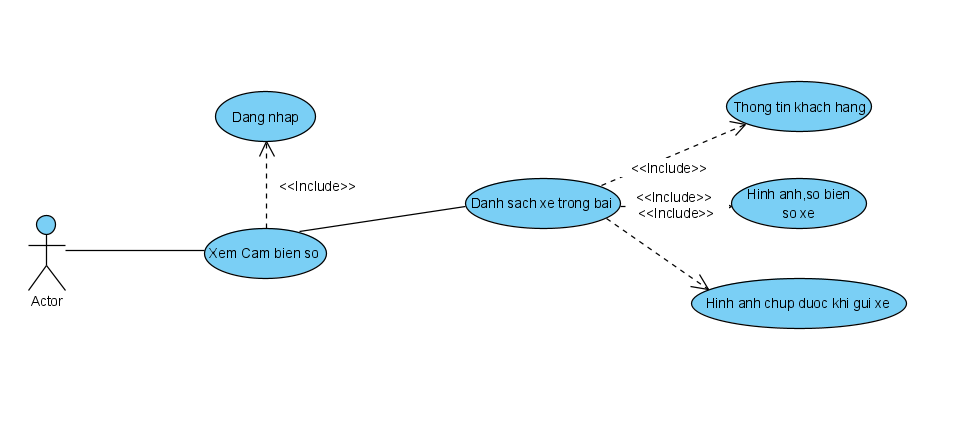 Dang nhap
<<Include>>
Xem Cam bien so
Actor
Danh sach xe trong bai
<<Include>>
<<Include>>
<<Include>>
Thong tin khach hang
Hinh anh,so bien
so xe
Hinh anh chup duoc khi gui xe